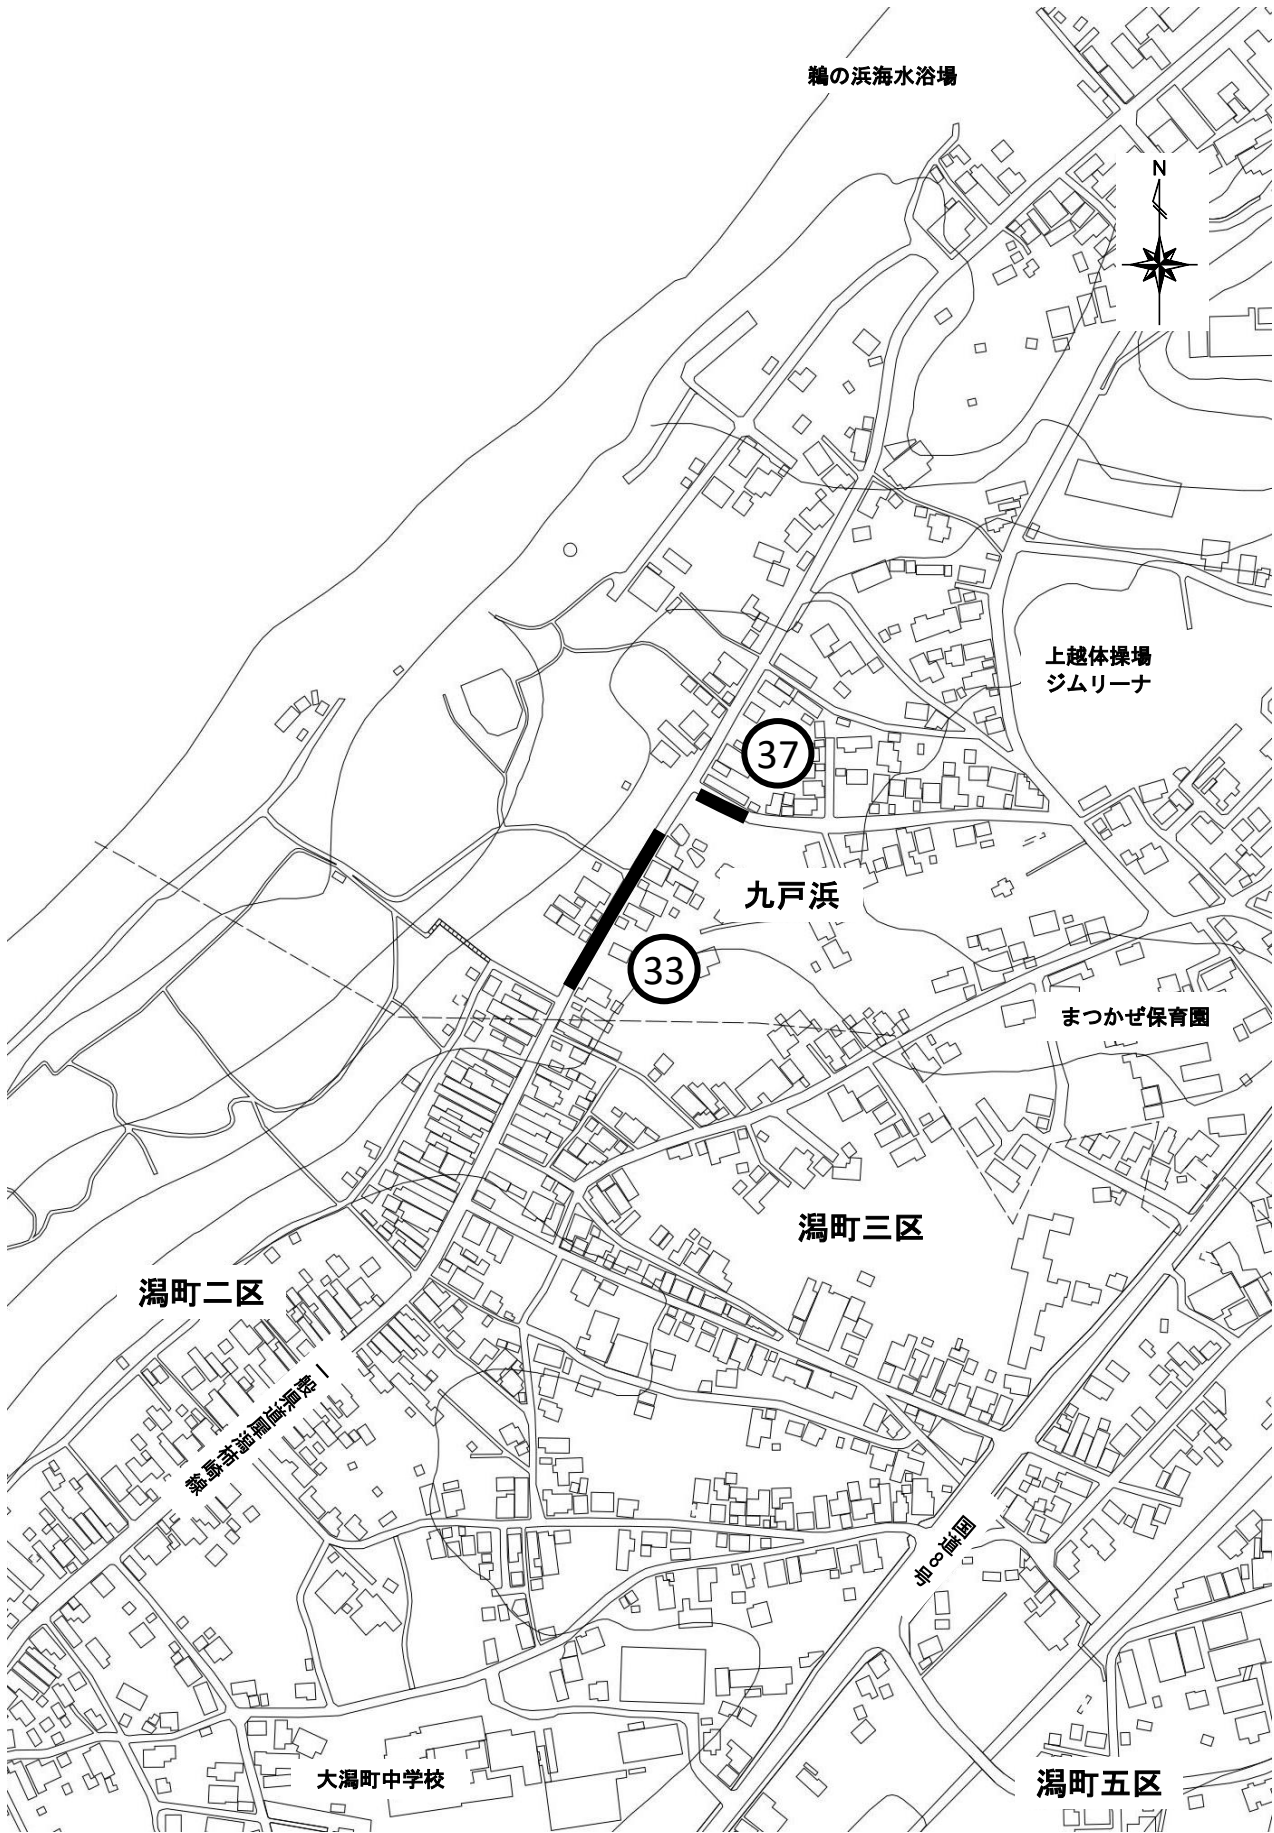 鵜の浜海水浴場
N
上越体操場
ジムリーナ
37
九戸浜
33
まつかぜ保育園
潟町三区
潟町二区
一般県道犀潟柿崎線
国道8号
大潟町中学校
潟町五区